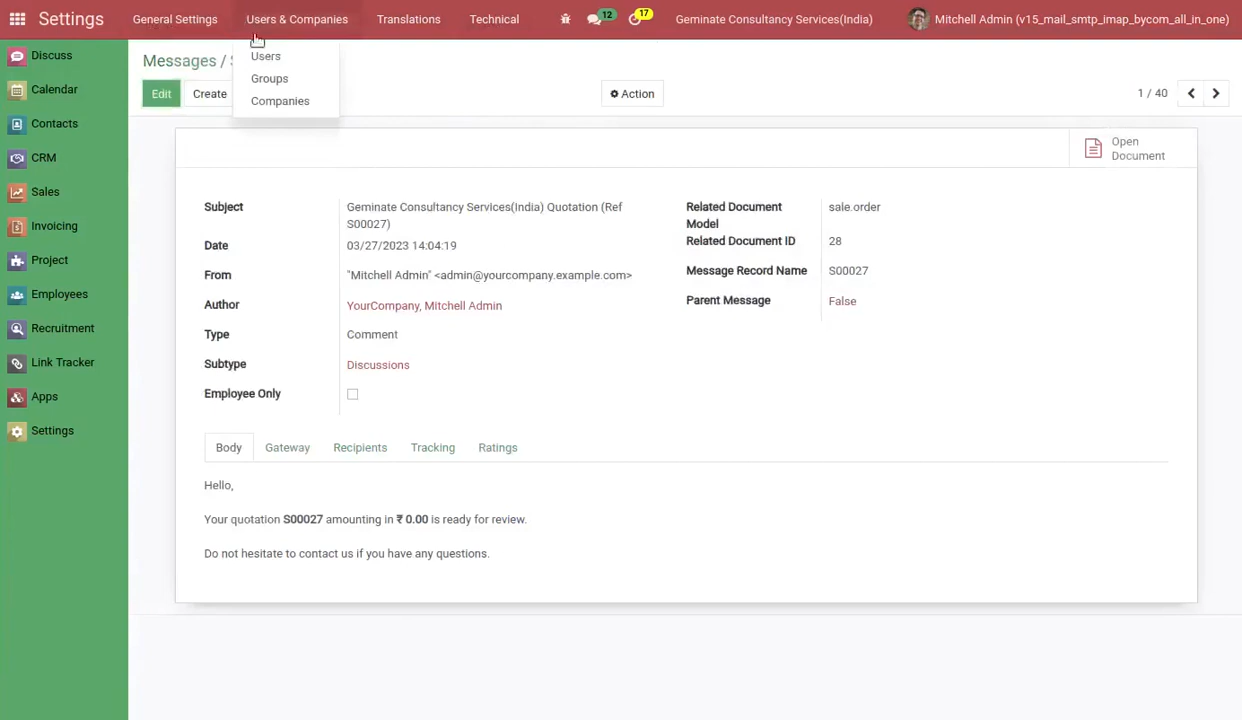 Settings
General Settings
Users & Companies
Translations
Technical
12
17
Geminate Consultancy Services(India)
Mitchell Admin (v15_mail_smtp_imap_bycom_all_in_one)
Discuss
Calendar
Contacts
CRM
Sales
Invoicing
Project
Employees
Recruitment
Link Tracker
Apps
Settings
Messages / S
Users
Groups
Companies
Edit
Create
Action
1 / 40
Open
Document
Subject
Geminate Consultancy Services(India) Quotation (Ref
S00027)
Date
03/27/2023 14:04:19
From
"Mitchell Admin" <admin@yourcompany.example.com>
Author
YourCompany, Mitchell Admin
Type
Comment
Subtype
Discussions
Employee Only
Related Document
Model
sale.order
Related Document ID
28
Message Record Name
S00027
Parent Message
False
Body
Gateway
Recipients
Tracking
Ratings
Hello,
Your quotation S00027 amounting in ₹ 0.00 is ready for review.
Do not hesitate to contact us if you have any questions.